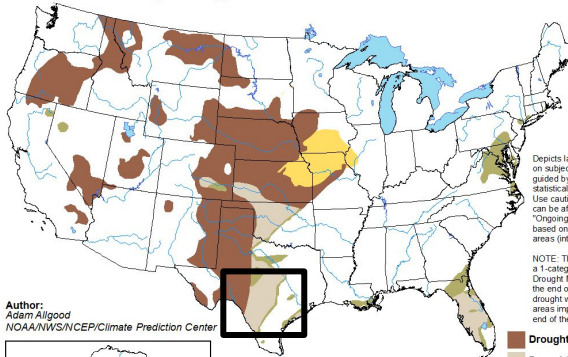 Depicts la
on subjec
guided by
statistical
Use cauti
can be af
"Ongoing
based on
areas (int
NOTE: Th
a 1-categ
Drought M
the end o
drought w
areas imp
end of the
Author:
Adam Allgood
NOAA/NWS/NCEP/Climate Prediction Center
Drought